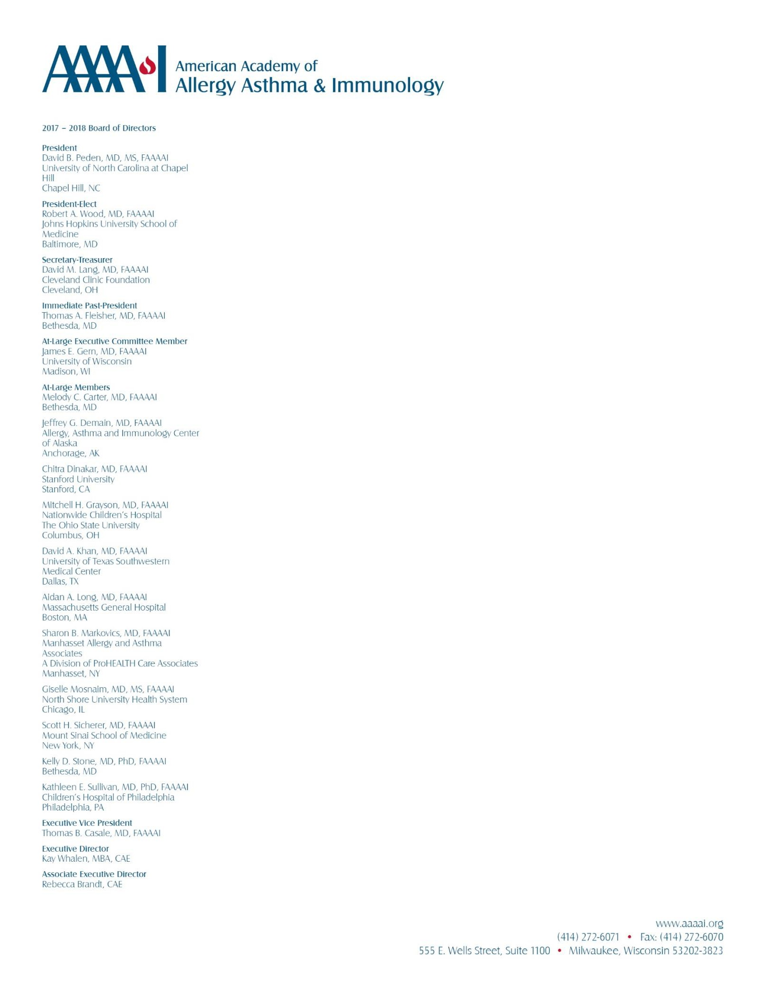 AAAAI
American Academy of
Allergy Asthma & Immunology
2017 – 2018 Board of Directors
President
David B. Peden, MD, MS, FAAAAI
University of North Carolina at Chapel
Hill
Chapel Hill, NC
President-Elect
Robert A. Wood, MD, FAAAAI
Johns Hopkins University School of
Medicine
Baltimore, MD
Secretary-Treasurer
David M. Lang, MD, FAAAAI
Cleveland Clinic Foundation
Cleveland, OH
Immediate Past-President
Thomas A. Fleisher, MD, FAAAAI
Bethesda, MD
At-Large Executive Committee Member
James E. Gern, MD, FAAAAI
University of Wisconsin
Madison, WI
At-Large Members
Melody C. Carter, MD, FAAAAI
Bethesda, MD
Jeffrey G. Demain, MD, FAAAAI
Allergy, Asthma and Immunology Center
of Alaska
Anchorage, AK
Chitra Dinakar, MD, FAAAAI
Stanford University
Stanford, CA
Mitchell H. Grayson, MD, FAAAAI
Nationwide Children’s Hospital
The Ohio State University
Columbus, OH
David A. Khan, MD, FAAAAI
University of Texas Southwestern
Medical Center
Dallas, TX
Aidan A. Long, MD, FAAAAI
Massachusetts General Hospital
Boston, MA
Sharon B. Markovics, MD, FAAAAI
Manhasset Allergy and Asthma
Associates
A Division of ProHEALTH Care Associates
Manhasset, NY
Giselle Mosnaim, MD, MS, FAAAAI
North Shore University Health System
Chicago, IL
Scott H. Sicherer, MD, FAAAAI
Mount Sinai School of Medicine
New York, NY
Kelly D. Stone, MD, PhD, FAAAAI
Bethesda, MD
Kathleen E. Sullivan, MD, PhD, FAAAAI
Children’s Hospital of Philadelphia
Philadelphia, PA
Executive Vice President
Thomas B. Casale, MD, FAAAAI
Executive Director
Kay Whalen, MBA, CAE
Associate Executive Director
Rebecca Brandt, CAE
www.aaaai.org
(414) 272-6071 • Fax: (414) 272-6070
555 E. Wells Street, Suite 1100 • Milwaukee, Wisconsin 53202-3823